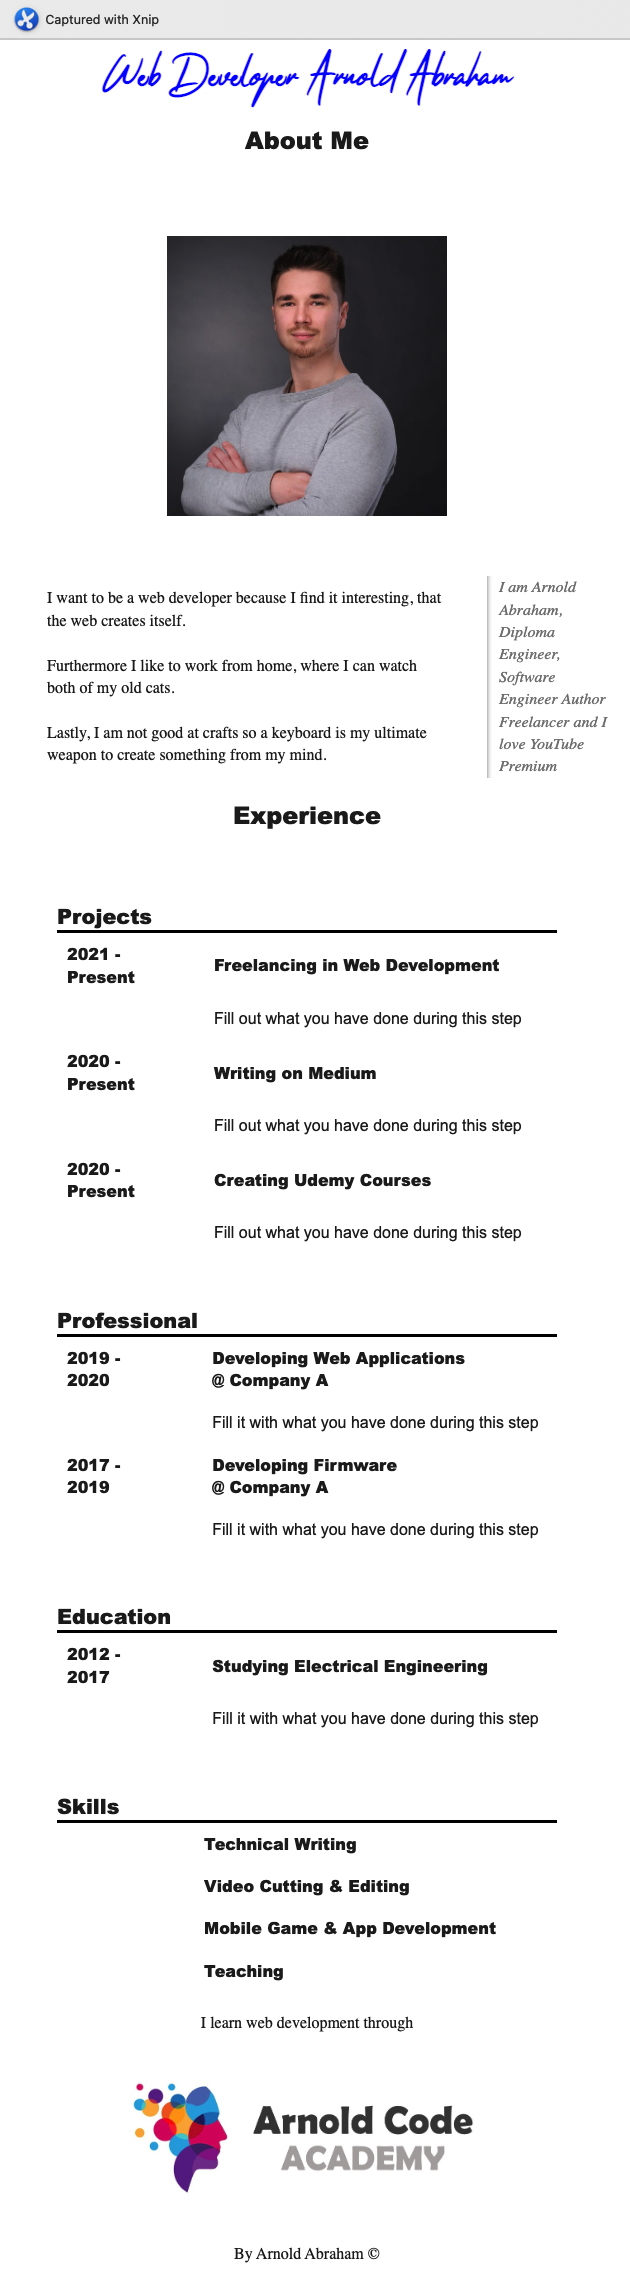 Captured with Xnip
Web Developer Arnold Abraham
About Me
I want to be a web developer because I find it interesting, that
the web creates itself.
Furthermore I like to work from home, where I can watch
both of my old cats.
Lastly, I am not good at crafts so a keyboard is my ultimate
weapon to create something from my mind.
I am Arnold
Abraham,
Diploma
Engineer,
Software
Engineer Author
Freelancer and I
love YouTube
Premium
Experience
Projects
2021 -
Present
Freelancing in Web Development
Fill out what you have done during this step
2020 -
Present
Writing on Medium
Fill out what you have done during this step
2020 -
Present
Creating Udemy Courses
Fill out what you have done during this step
Professional
2019 -
2020
Developing Web Applications
@ Company A
Fill it with what you have done during this step
2017 -
2019
Developing Firmware
@ Company A
Fill it with what you have done during this step
Education
2012 -
2017
Studying Electrical Engineering
Fill it with what you have done during this step
Skills
Technical Writing
Video Cutting & Editing
Mobile Game & App Development
Teaching
I learn web development through
Arnold Code
ACADEMY
By Arnold Abraham ©